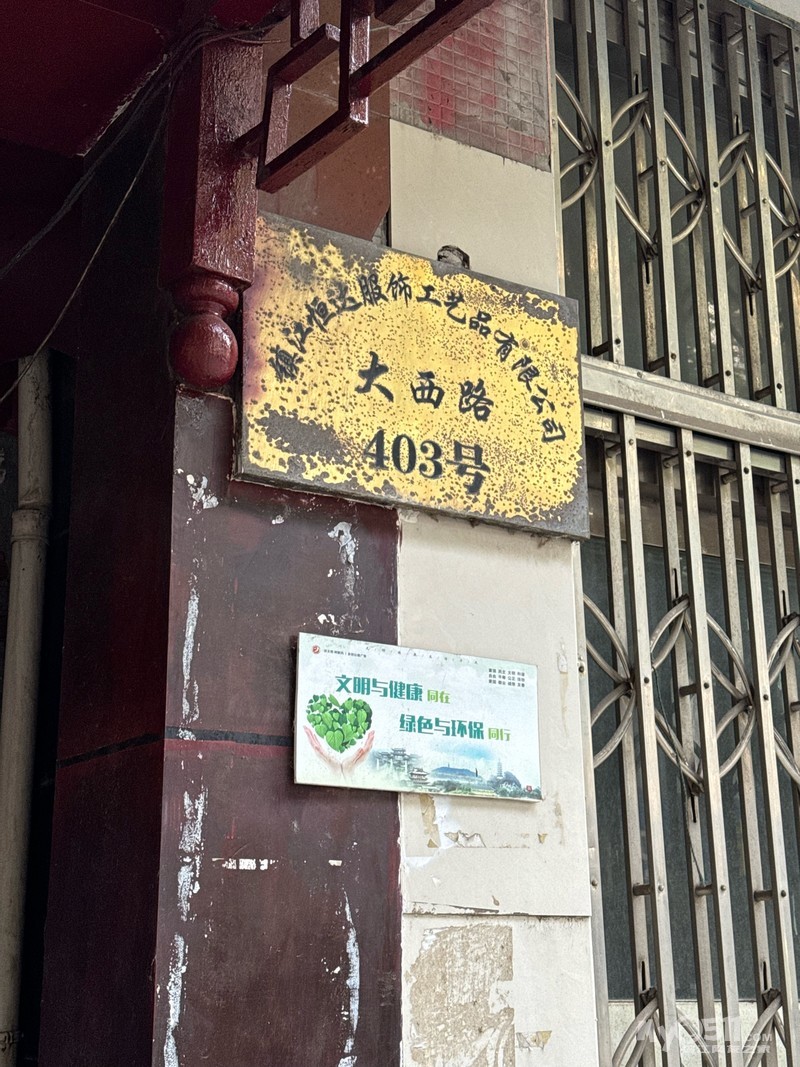 镇江恒达服饰工艺品有限公司
大西路
403号
文明与健康 同在
绿色与环保 同行